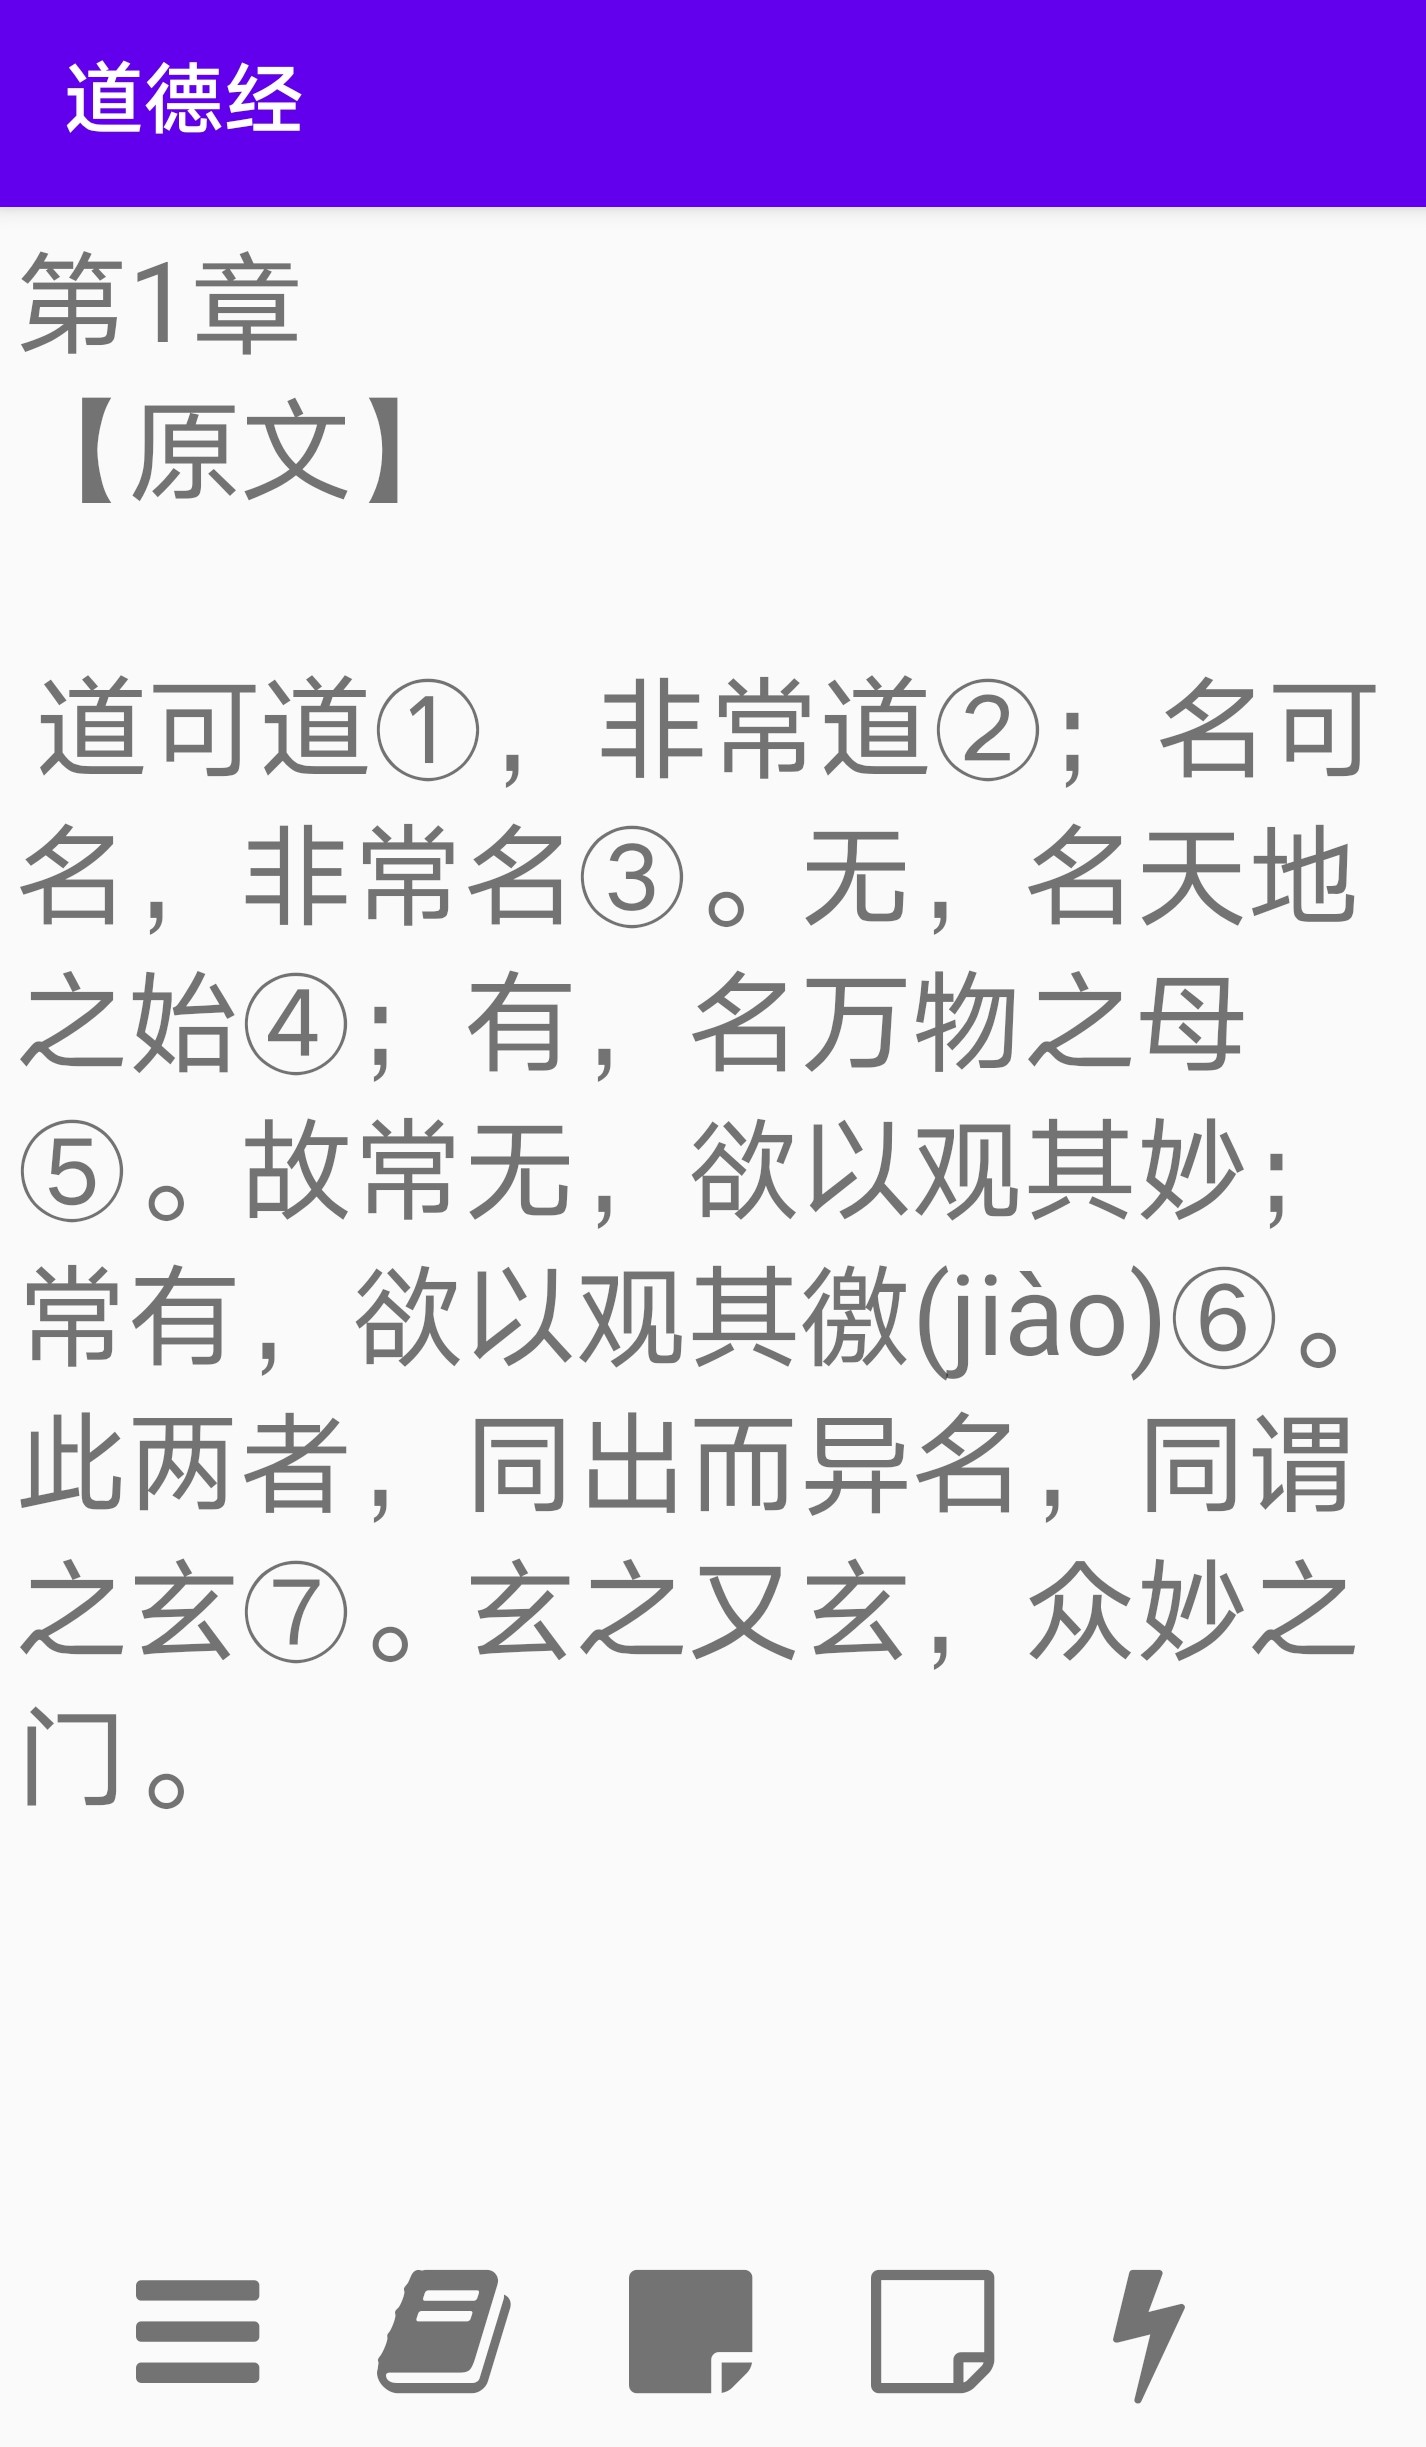 道德经
第1章
【原文】
道可道①，非常道②；名可
名，非常名③。无，名天地
之始④；有，名万物之母
⑤。故常无，欲以观其妙；
常有，欲以观其徼(jiào)⑥。
此两者，同出而异名，同谓
之玄⑦。玄之又玄，众妙之
门。